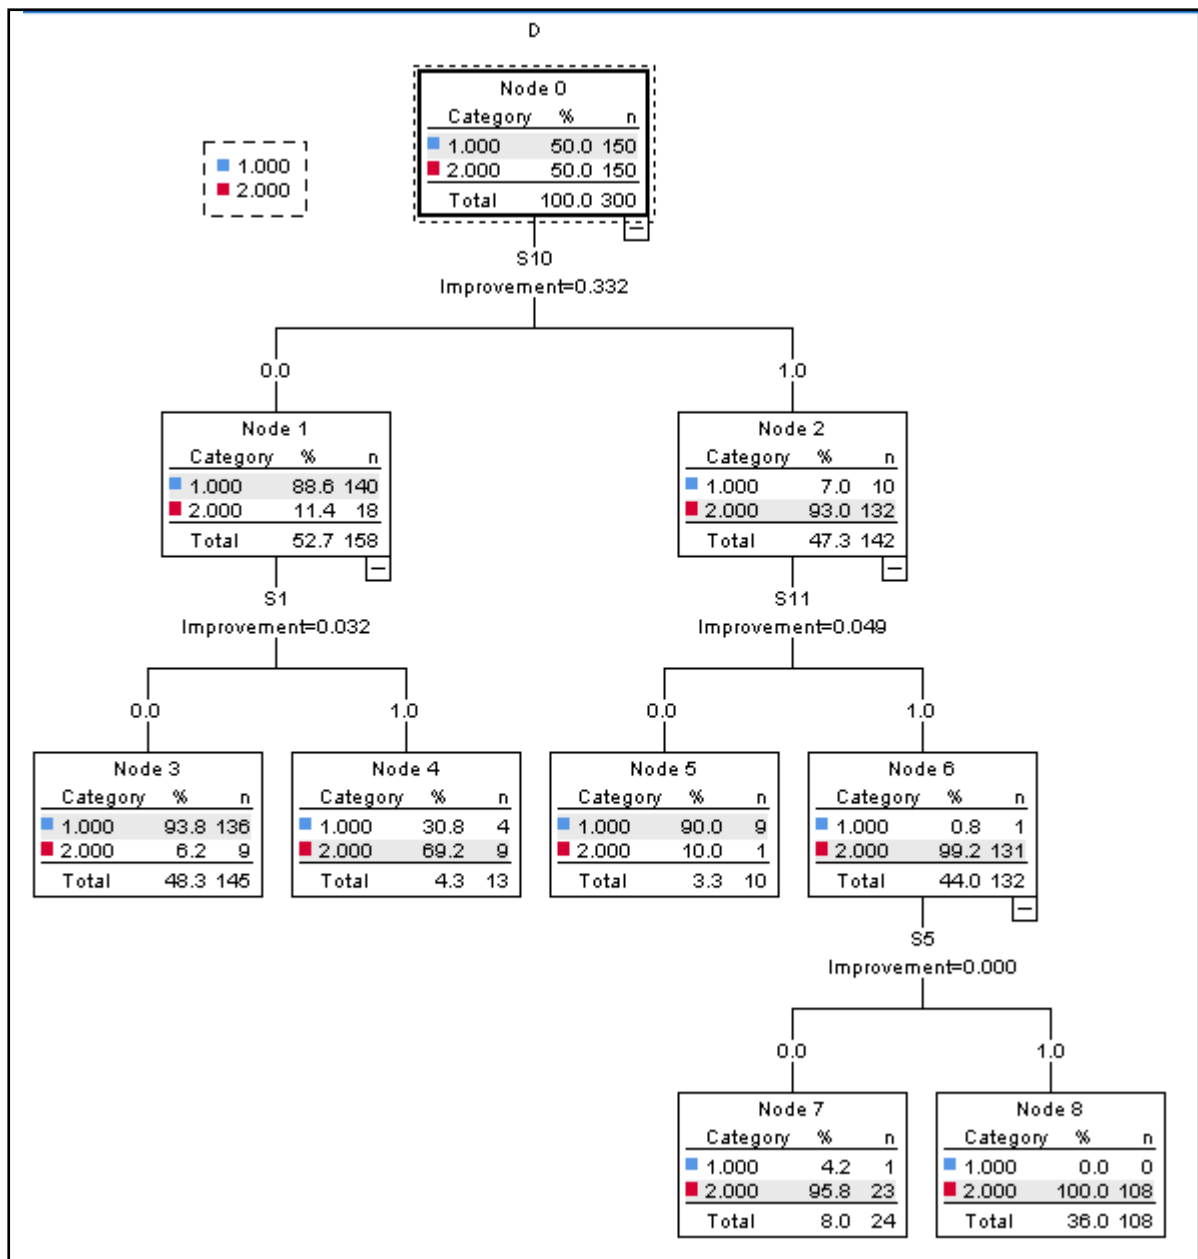 D
Node 0
Category % n
1.000 50.0 150
2.000 50.0 150
Total 100.0 300
1.000
2.000
S10
Improvement=0.332
0.0
1.0
Node 1
Category % n
1.000 88.6 140
2.000 11.4 18
Total 52.7 158
Node 2
Category % n
1.000 7.0 10
2.000 93.0 132
Total 47.3 142
S1
Improvement=0.032
S11
Improvement=0.049
0.0
1.0
0.0
1.0
Node 3
Category % n
1.000 93.8 136
2.000 6.2 9
Total 48.3 145
Node 4
Category % n
1.000 30.8 4
2.000 69.2 9
Total 4.3 13
Node 5
Category % n
1.000 90.0 9
2.000 10.0 1
Total 3.3 10
Node 6
Category % n
1.000 0.8 1
2.000 99.2 131
Total 44.0 132
S5
Improvement=0.000
0.0
1.0
Node 7
Category % n
1.000 4.2 1
2.000 95.8 23
Total 8.0 24
Node 8
Category % n
1.000 0.0 0
2.000 100.0 108
Total 36.0 108